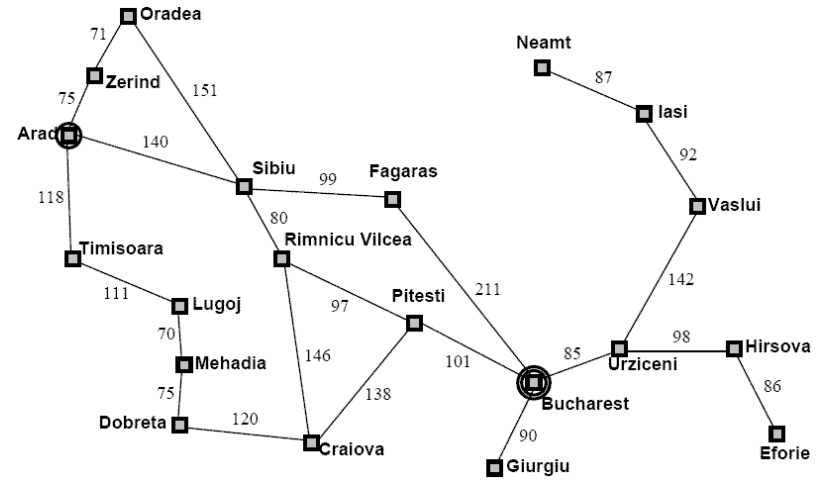 Oradea
71
Neamt
Zerind
87
75
151
Iasi
Arad
140
92
Sibiu
99
Fagaras
118
80
Vaslui
Timisoara
Rimnicu Vilcea
111
142
Lugoj
97
Pitesti
211
70
98
Hirsova
146
101
85
Urziceni
Mehadia
86
75
138
Bucharest
Dobreta
120
90
Craiova
Eforie
Giurgiu